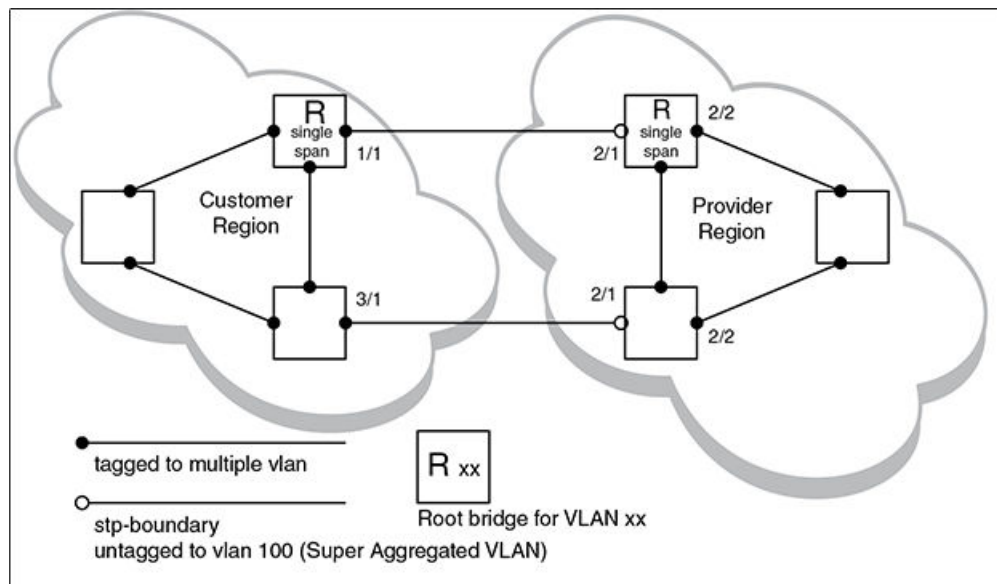 R
single
span
1/1
R
single
span
2/2
2/1
Customer
Region
Provider
Region
3/1
2/1
2/2
tagged to multiple vlan
R xx
stp-boundary
untagged to vlan 100 (Super Aggregated VLAN)
Root bridge for VLAN xx